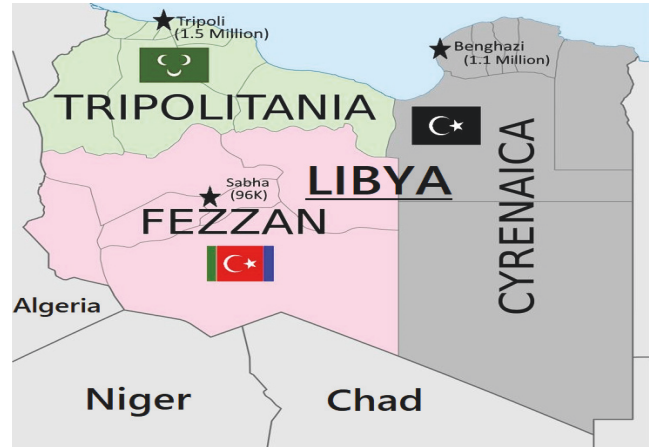 Tripoli
(1.5 Million)
Benghazi
(1.1 Million)
TRIPOLITANIA
LIBYA
CYRENAICA
Sabha
(96K)
FEZZAN
Algeria
Niger
Chad